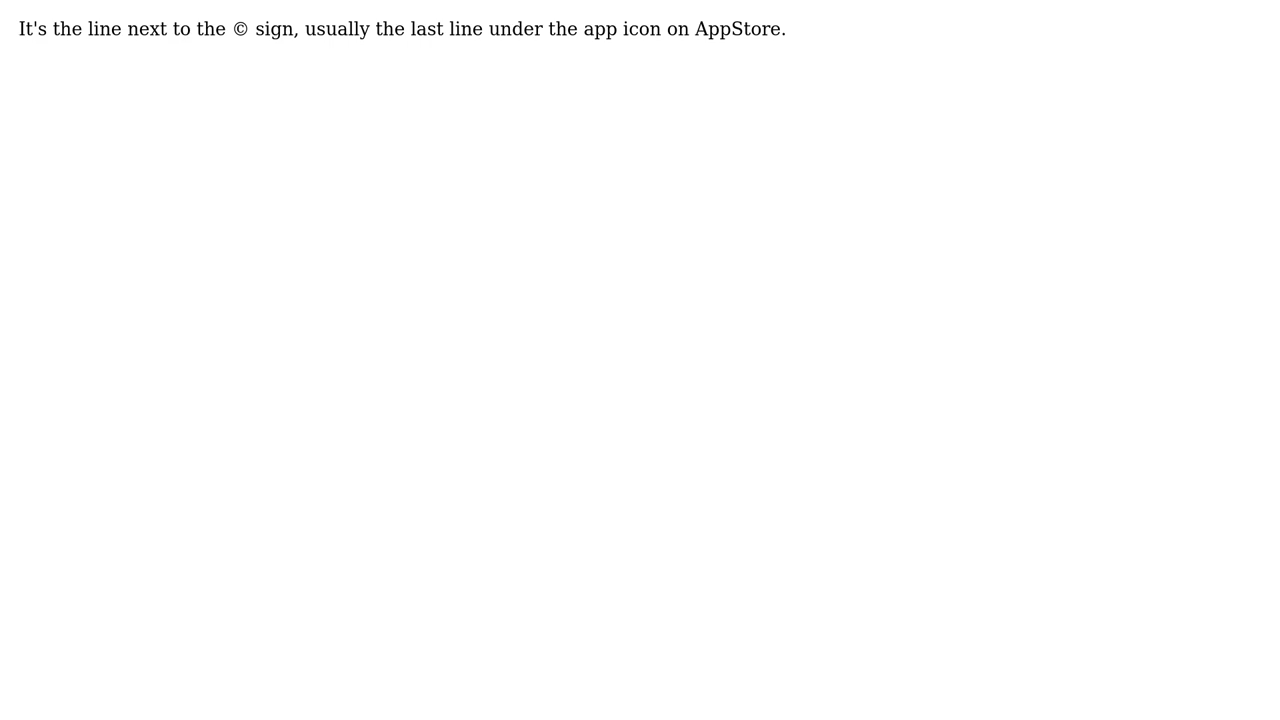 It's the line next to the © sign, usually the last line under the app icon on AppStore.